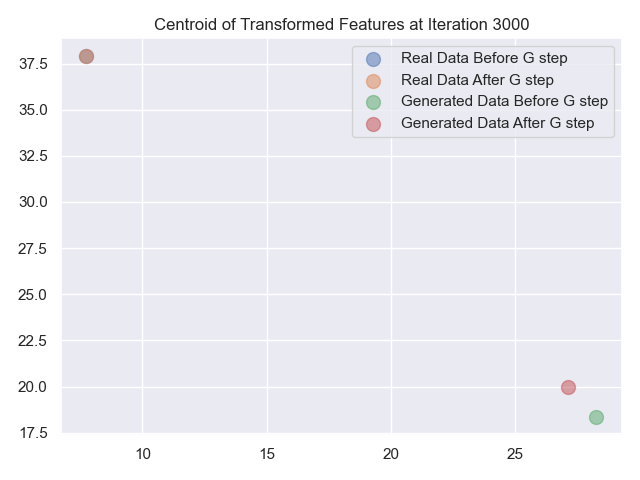 Centroid of Transformed Features at Iteration 3000
Real Data Before G step
Real Data After G step
Generated Data Before G step
Generated Data After G step
37.5
35.0
32.5
30.0
27.5
25.0
22.5
20.0
17.5
10 15 20 25